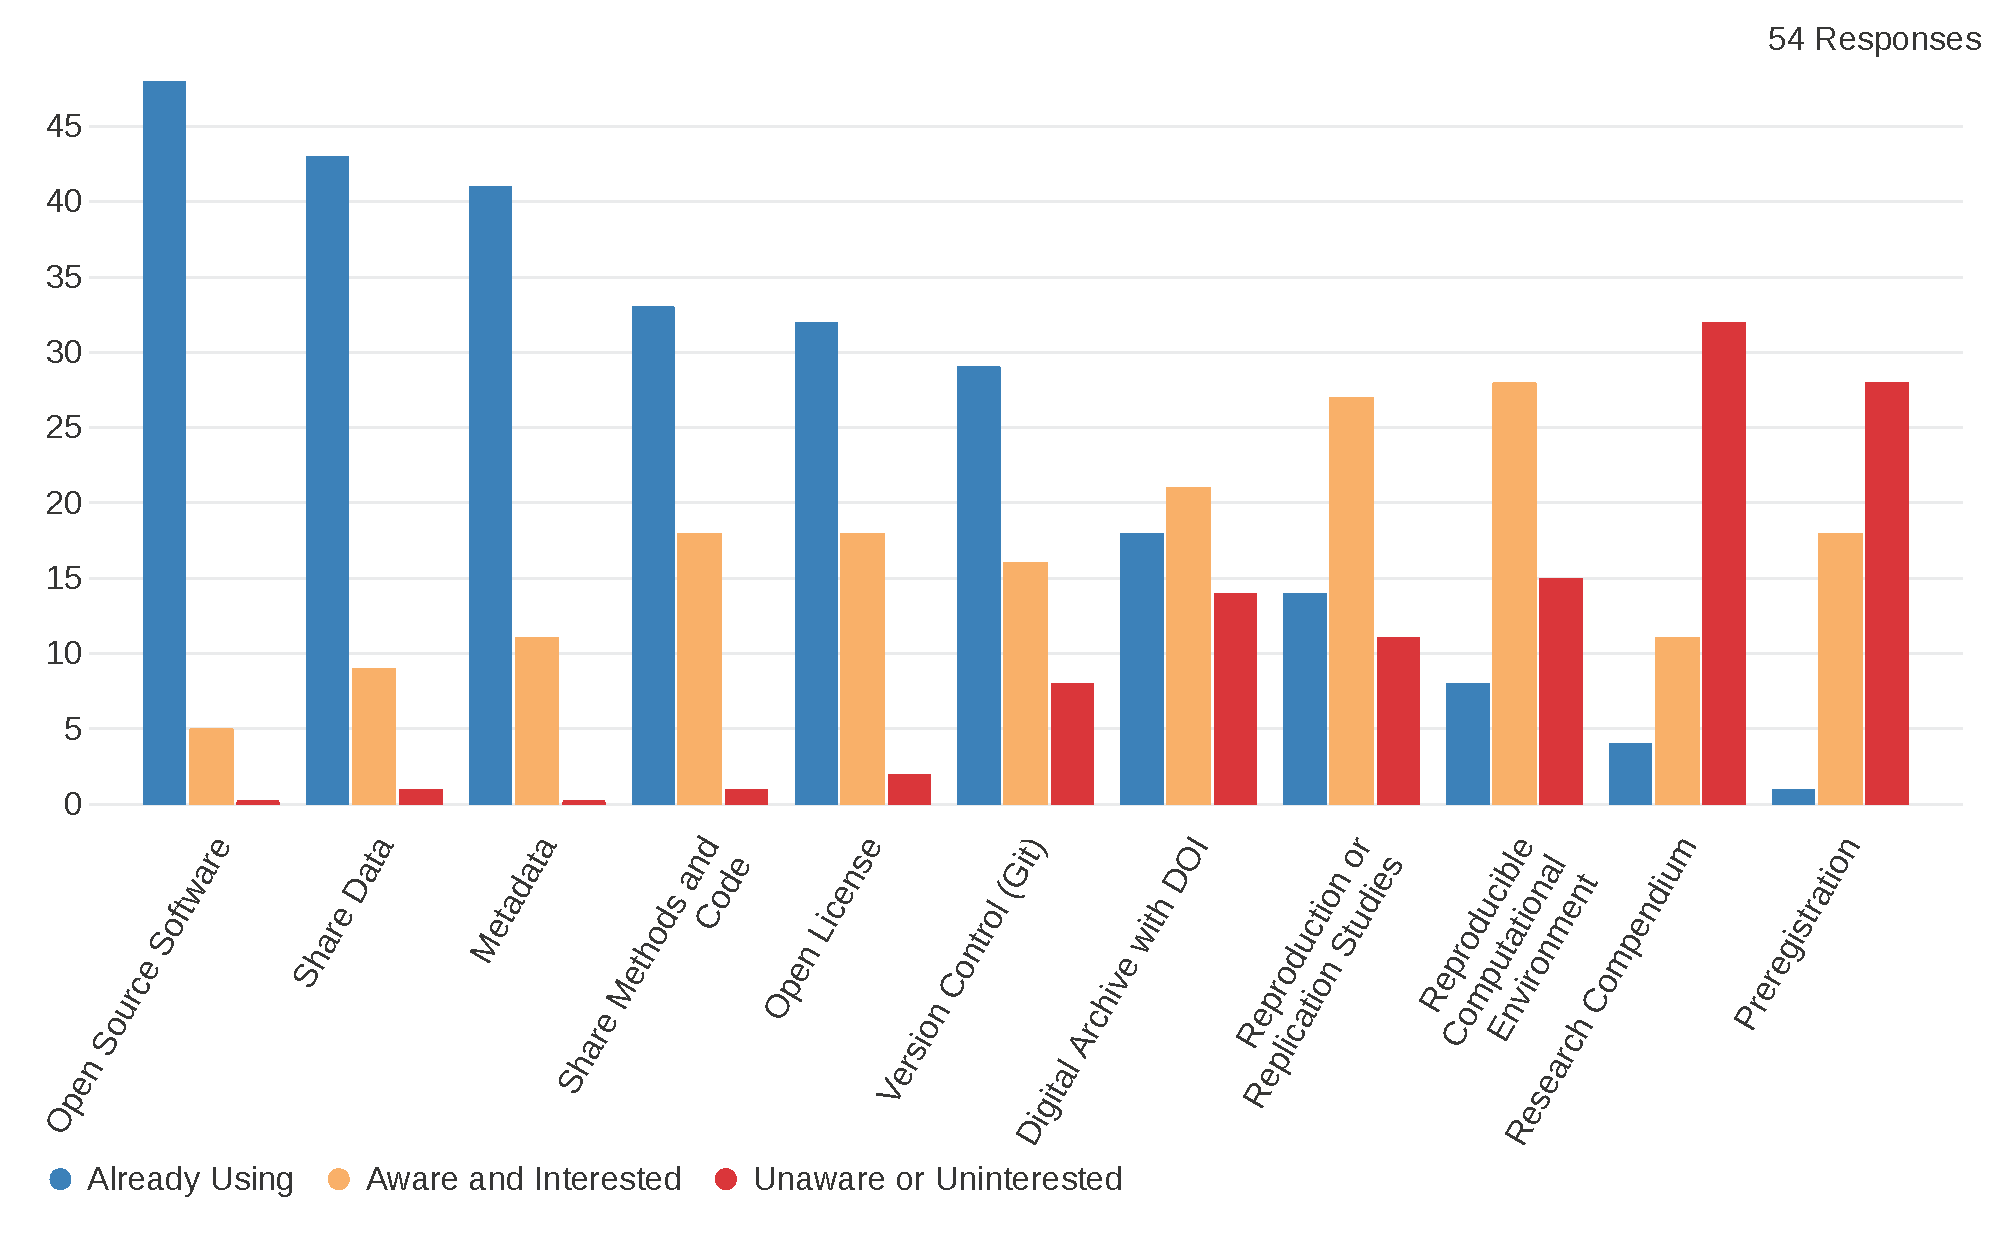 54 Responses
45
40
35
30
25
20
15
10
5
0
Open Source Software
Share Data
Metadata
Share Methods and
Code
Open License
Version Control (Git)
Digital Archive with DOI
Reproduction or
Replication Studies
Reproducible
Computational
Environment
Research Compendium
Preregistration
Already Using
Aware and Interested
Unaware or Uninterested